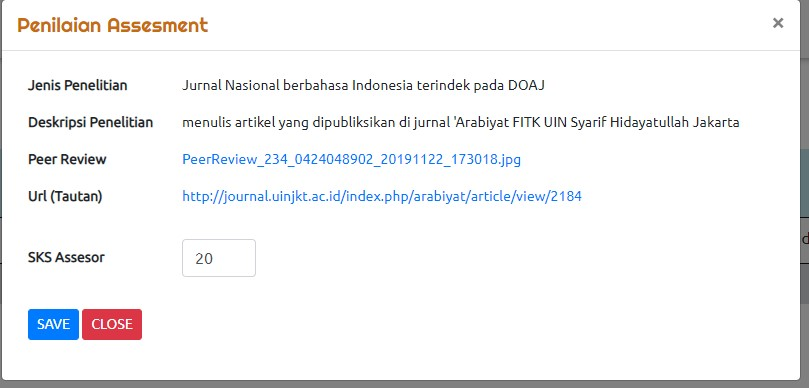 Penilaian Assesment ×
Jenis Penelitian Jurnal Nasional berbahasa Indonesia terindek pada DOAJ
Deskripsi Penelitian menulis artikel yang dipubliksikan di jurnal 'Arabiyat FITK UIN Syarif Hidayatullah Jakarta
Peer Review PeerReview_234_0424048902_20191122_173018.jpg
Url (Tautan) http://journal.uinjkt.ac.id/index.php/arabiyat/article/view/2184
SKS Assesor 20
SAVE CLOSE